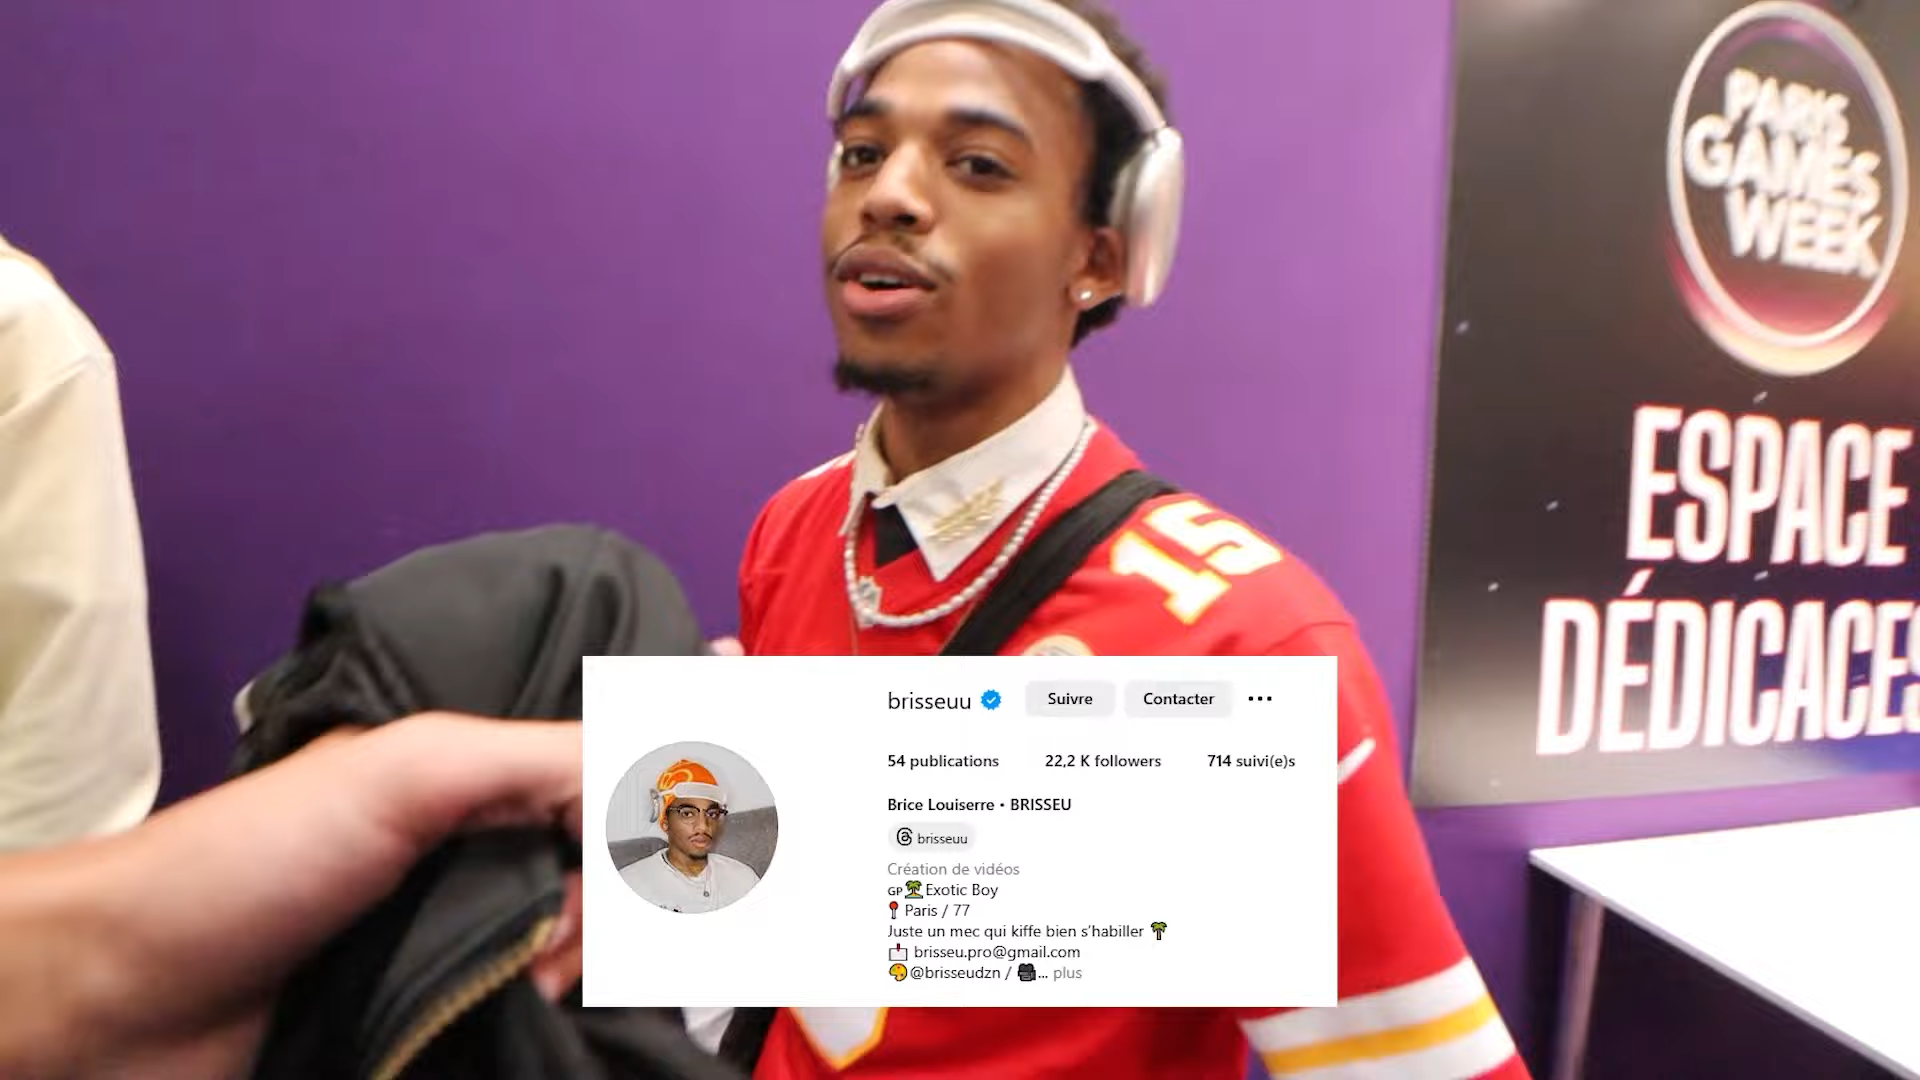 PARIS
GAMES
WEEK
ESPACE
DÉDICACES
15
brisseuu
Suivre
Contacter
54 publications
22,2 K followers
714 suivi(e)s
Brice Louiserre • BRISSEU
brisseuu
Création de vidéos
GP🏝️Exotic Boy
📍 Paris / 77
Juste un mec qui kiffe bien s’habiller 🌴
📩 brisseu.pro@gmail.com
🎨@brisseudzn / 🎥... plus